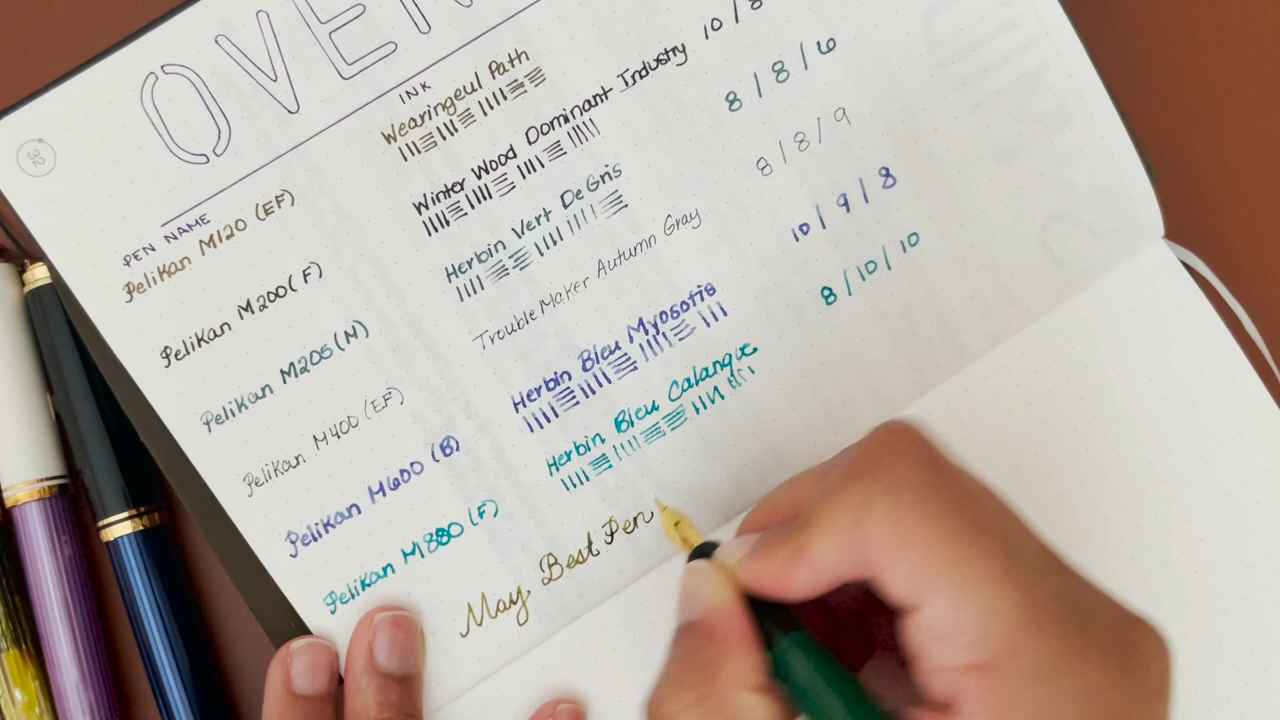 OVE
32
PEN NAME INK
Pelikan M120 (EF) Wearingeul Path
Pelikan M200 (F) Winter Wood Dominant Industry 10 / 8
Pelikan M205 (M) Herbin Vert De Gris 8 / 8 / 6
Pelikan M400 (EF) Trouble Maker Autumn Gray 8 / 8 / 9
Pelikan M600 (B) Herbin Bleu Myosotis 10 / 9 / 8
Pelikan M880 (F) Herbin Bleu Calanque 8 / 10 / 10
May Best Pen